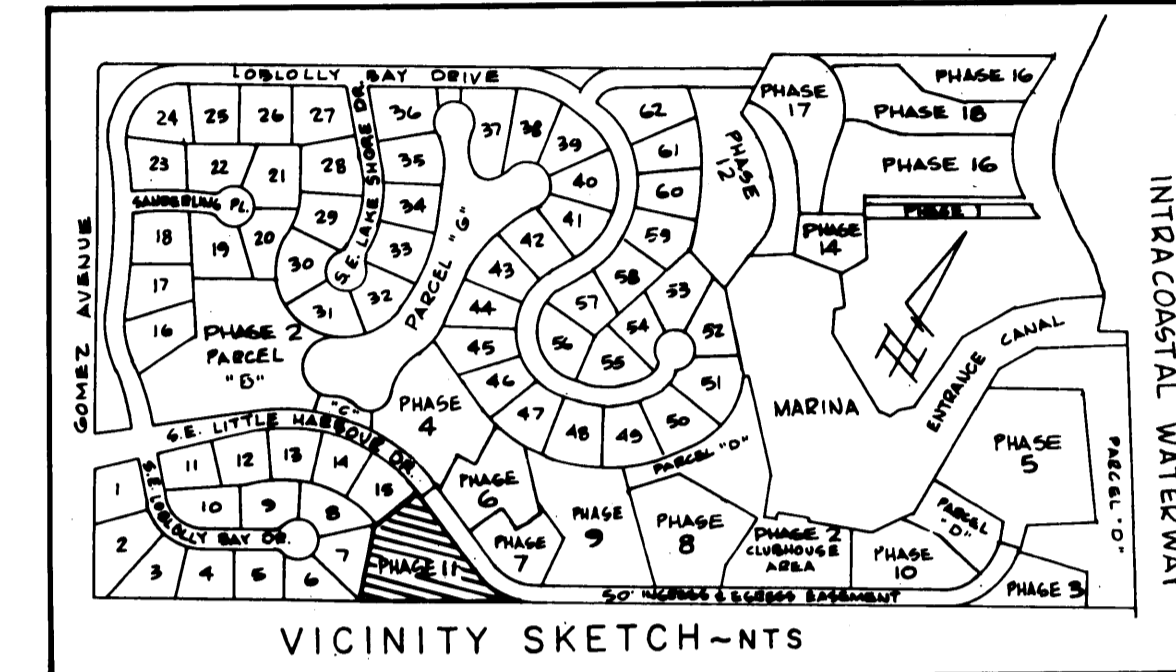 LOBLOLLY BAY DRIVE
PHASE 16
PHASE 17
PHASE 18
PHASE 16
PHASE 1
PHASE 14
PHASE 12
24 25 26 27
S.E. LAKE SHORE DR.
36 37 38 39
62
23 22 21 28 35
40 61
SANDERLING PL.
29 34 41 60
18 19 20
30 33 42 59
PARCEL "G"
17 31 32 43 58 53
16 44 57 54 52
PHASE 2
PARCEL
"B"
45 56 55
46 51
"C"
PHASE
4
47 48 49 50
GOMEZ AVENUE
S.E. LITTLE HARBOUR DR.
MARINA
ENTRANCE CANAL
INTRACOASTAL WATERWAY
PARCEL "D"
PHASE
5
PARCEL "D"
11 12 13 14 15
1
S.E. LOBLOLLY BAY DR.
10 9 8
2 3 4 5 6 7
PHASE
6
PHASE
7
PHASE
9
PHASE
8
PHASE 2
CLUBHOUSE
AREA
PHASE
10
PARCEL
"D"
PHASE 3
PHASE 11
50' INGRESS & EGRESS EASEMENT
VICINITY SKETCH~NTS